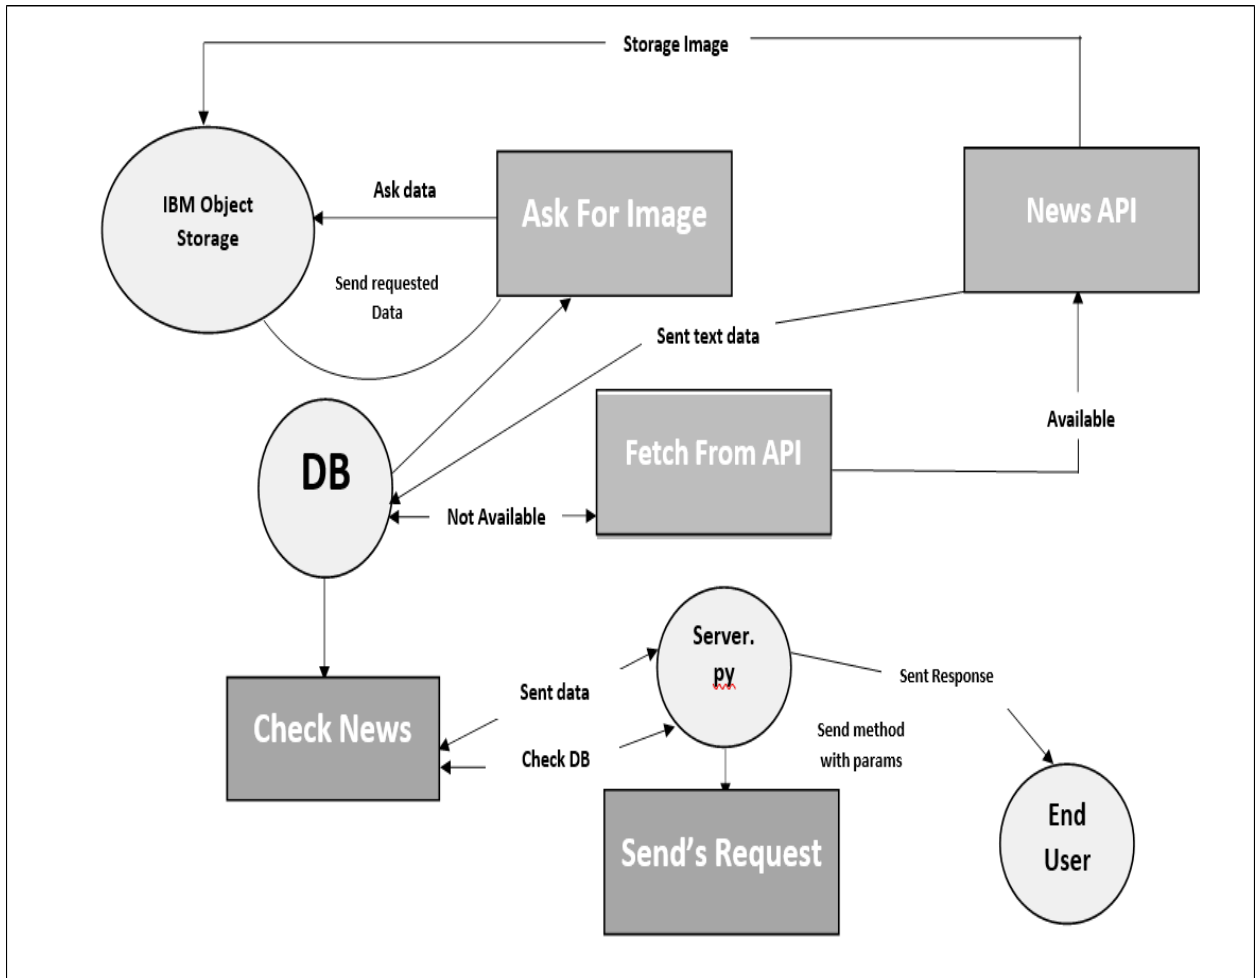 Storage Image
IBM Object
Storage
Ask data
Ask For Image
News API
Send requested
Data
Sent text data
DB
Fetch From API
Available
Not Available
Server.
py
Sent data
Sent Response
Check News
Check DB
Send method
with params
Send's Request
End
User